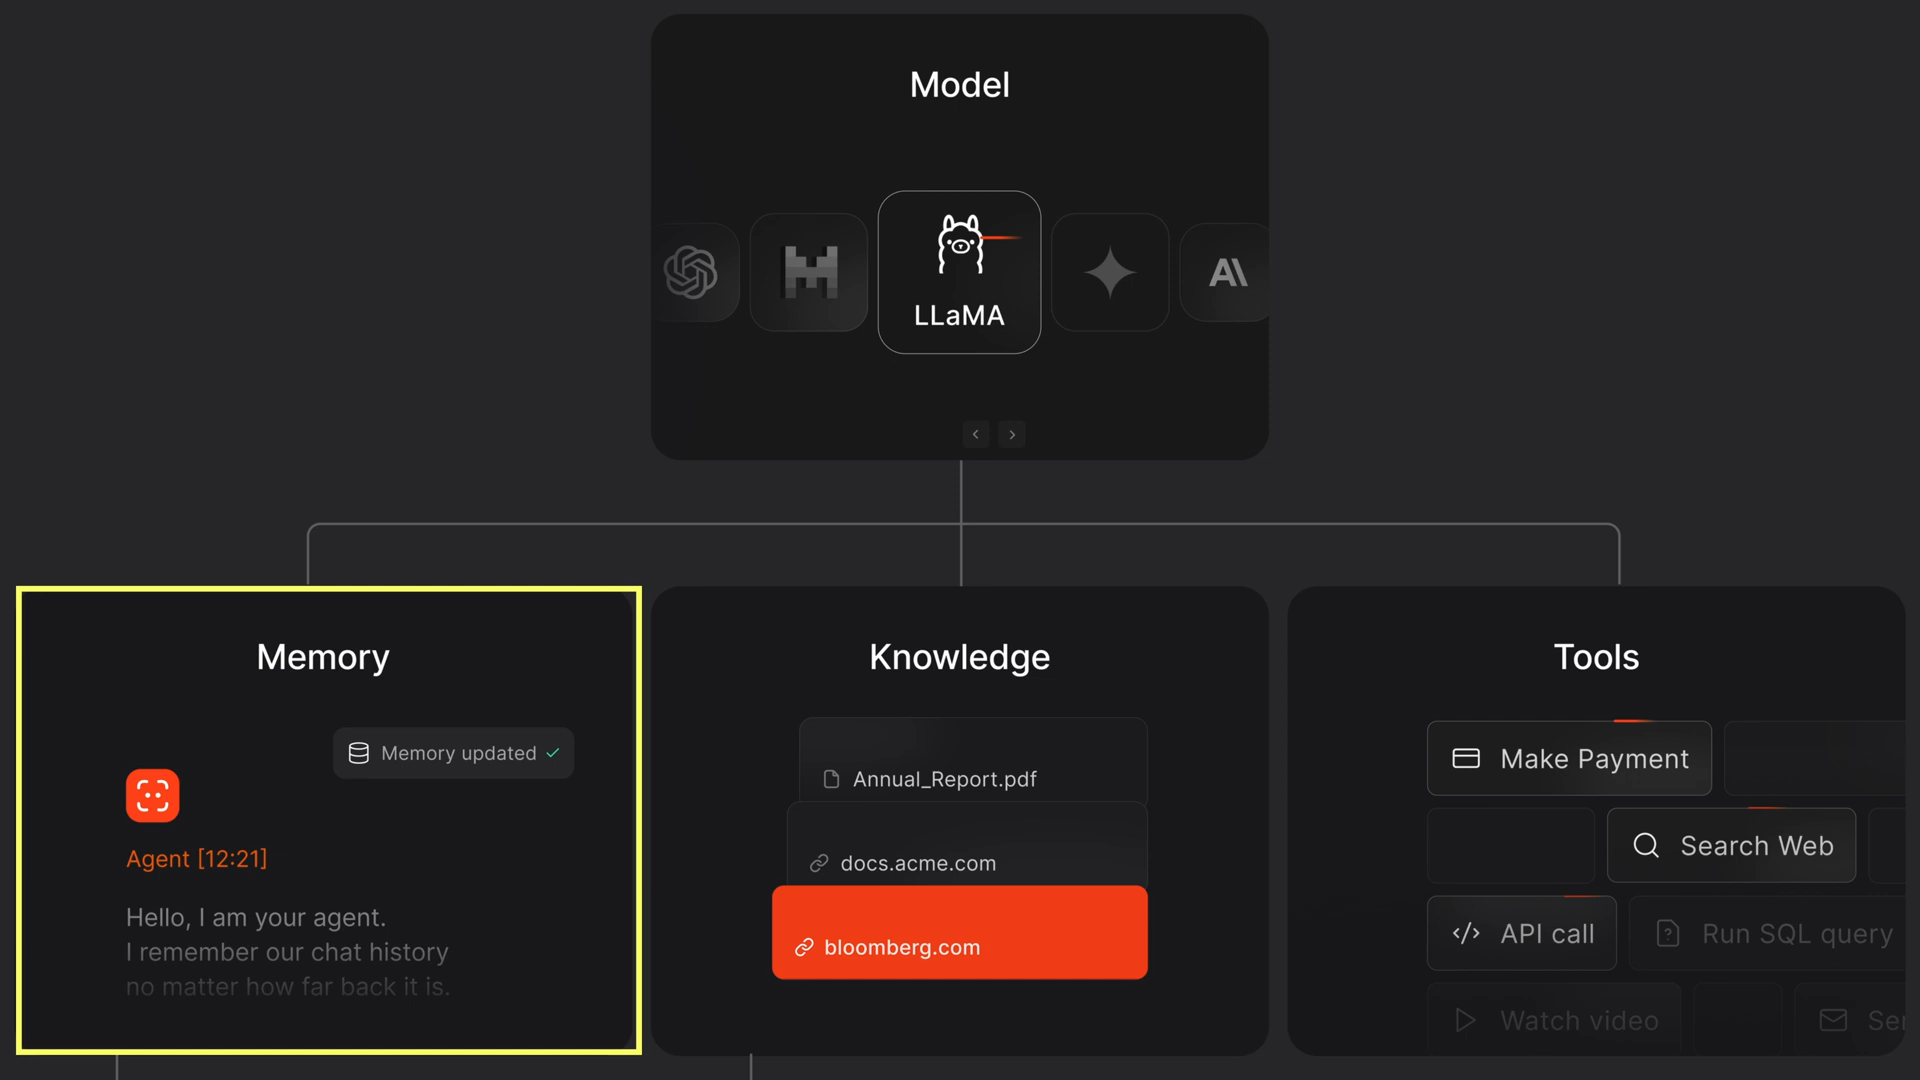 Model
LLaMA
Memory
Memory updated
Agent [12:21]
Hello, I am your agent.
I remember our chat history
no matter how far back it is.
Knowledge
Annual_Report.pdf
docs.acme.com
bloomberg.com
Tools
Make Payment
Search Web
API call
Run SQL query
Watch video